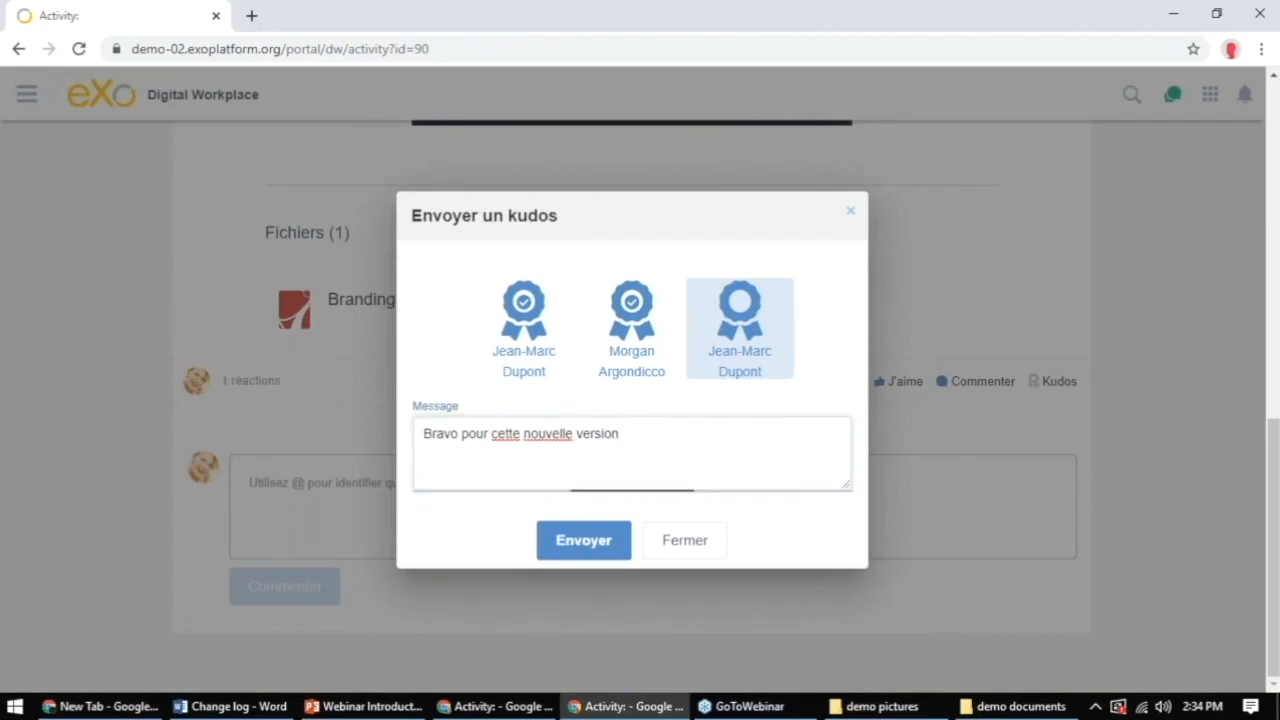 Activity:
demo-02.exoplatform.org/portal/dw/activity?id=90
eXo Digital Workplace
Envoyer un kudos
Fichiers (1)
Branding
Jean-Marc Dupont
Morgan Argondicco
Jean-Marc Dupont
1 réactions
J'aime Commenter Kudos
Message
Bravo pour cette nouvelle version
Utilisez @ pour identifier qu
Envoyer Fermer
Commenter
New Tab - Google... Change log - Word Webinar Introduct... Activity: - Google ... Activity: - Google ... GoToWebinar demo pictures demo documents 2:34 PM